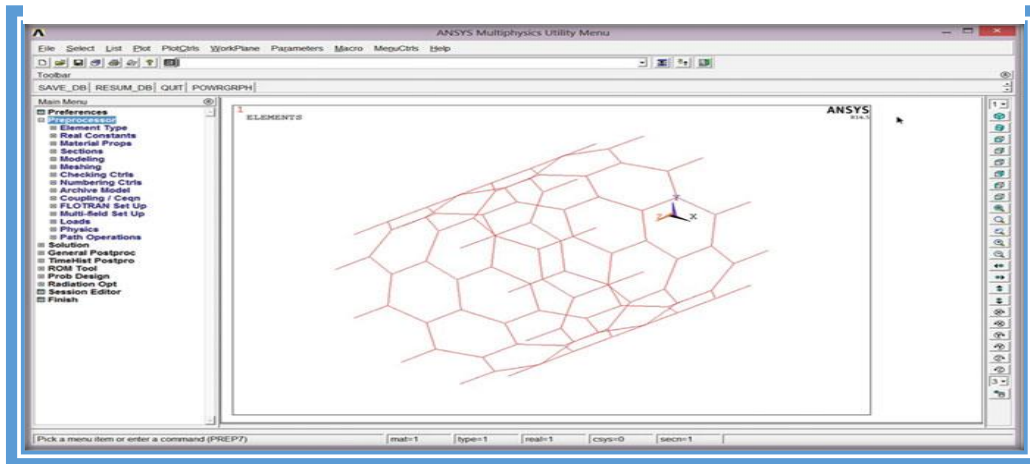 ANSYS Multiphysics Utility Menu
File Select List Plot PlotCtrls WorkPlane Parameters Macro MenuCtrls Help
Toolbar
SAVE_DB RESUM_DB QUIT POWRGRPH
Main Menu
Preferences
Preprocessor
Element Type
Real Constants
Material Props
Sections
Modeling
Meshing
Checking Ctrls
Numbering Ctrls
Archive Model
Coupling / Ceqn
FLOTRAN Set Up
Multi-field Set Up
Loads
Physics
Path Operations
Solution
General Postproc
TimeHist Postpro
ROM Tool
Prob Design
Radiation Opt
Session Editor
Finish
1
ELEMENTS
ANSYS
R14.5
Y
Z X
1
3
Pick a menu item or enter a command (PREP7) mat=1 type=1 real=1 csys=0 secn=1